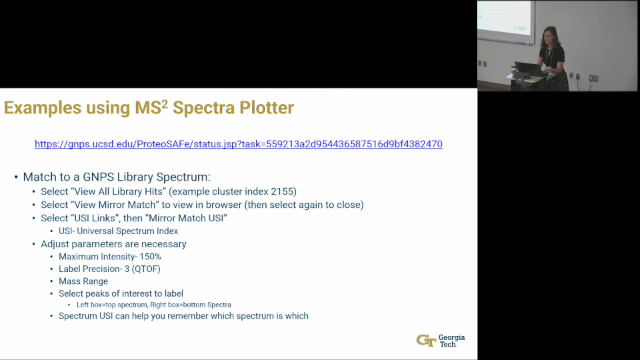 Examples using MS² Spectra Plotter
https://gnps.ucsd.edu/ProteoSAFe/status.jsp?task=559213a2d954436587516d9bf4382470
• Match to a GNPS Library Spectrum:
• Select "View All Library Hits" (example cluster index 2155)
• Select "View Mirror Match" to view in browser (then select again to close)
• Select "USI Links", then "Mirror Match USI"
• USI- Universal Spectrum Index
• Adjust parameters are necessary
• Maximum Intensity- 150%
• Label Precision- 3 (QTOF)
• Mass Range
• Select peaks of interest to label
• Left box=top spectrum, Right box=bottom Spectra
• Spectrum USI can help you remember which spectrum is which
GT Georgia
Tech